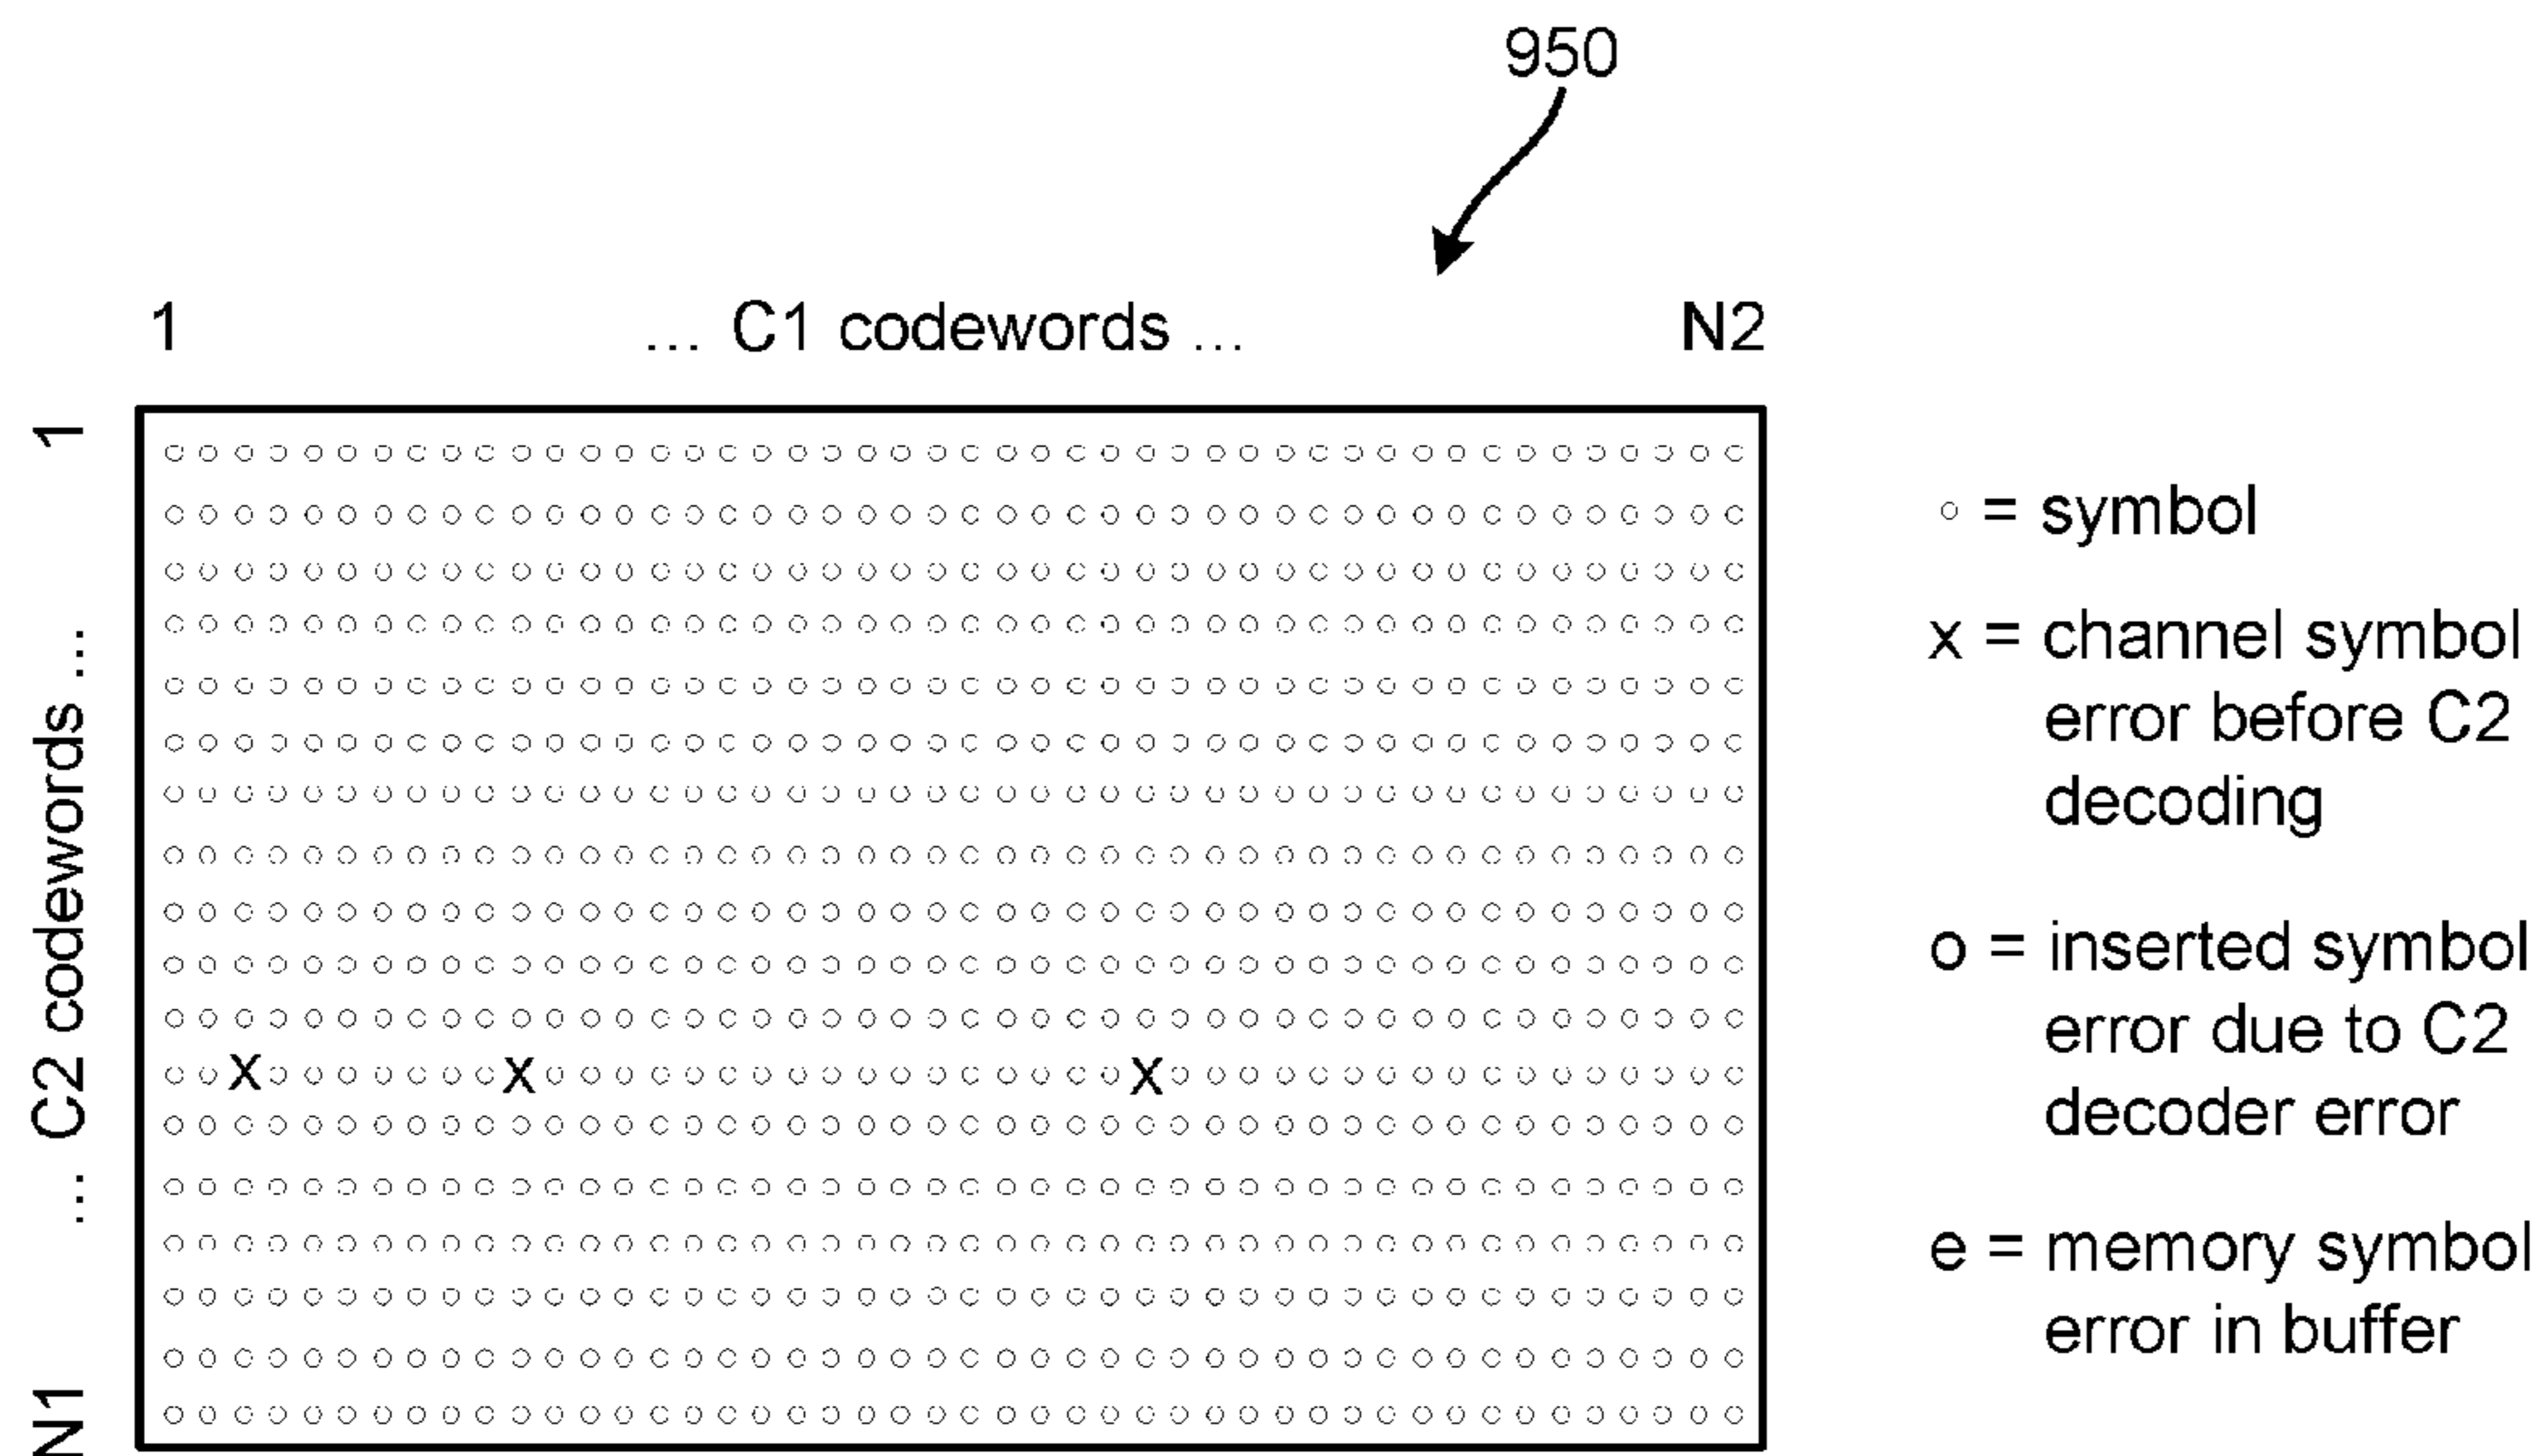 950
1 ... C1 codewords ... N2
1 ... C2 codewords ... N1
x x x
○ = symbol
x = channel symbol
error before C2
decoding
o = inserted symbol
error due to C2
decoder error
e = memory symbol
error in buffer